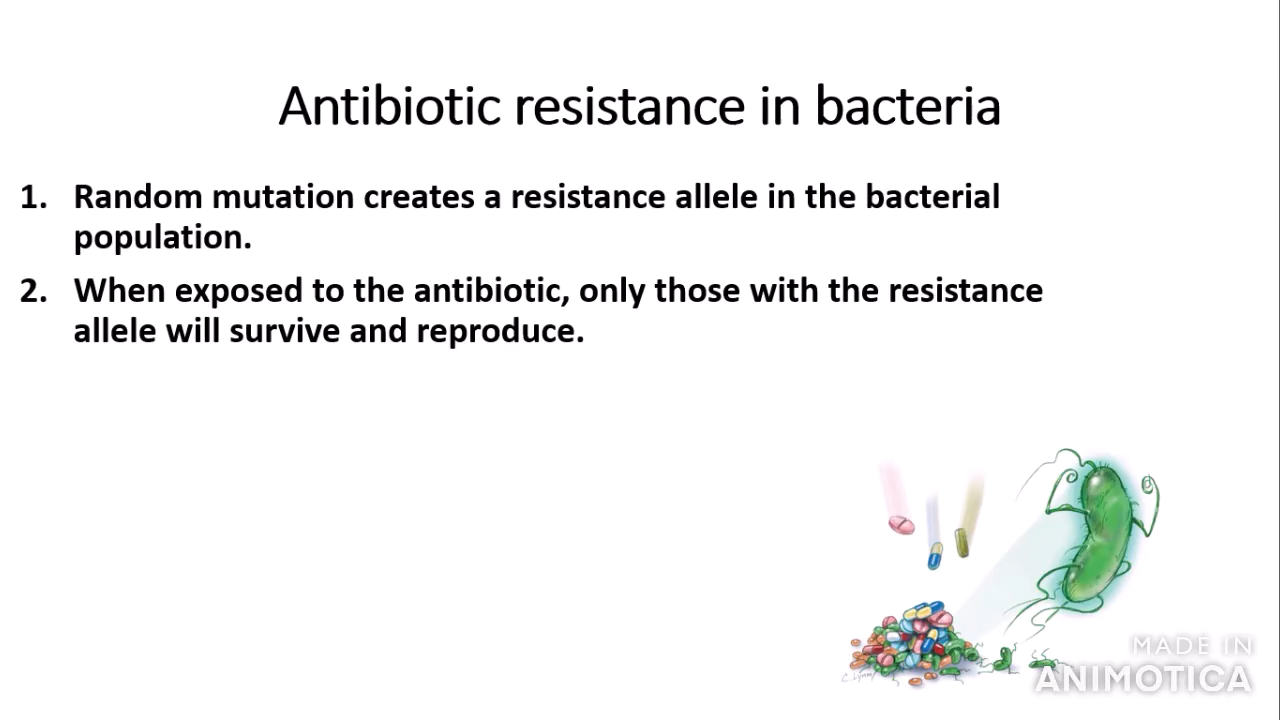 Antibiotic resistance in bacteria
1. Random mutation creates a resistance allele in the bacterial
population.
2. When exposed to the antibiotic, only those with the resistance
allele will survive and reproduce.
C. Lynn
MADE IN
ANIMOTICA